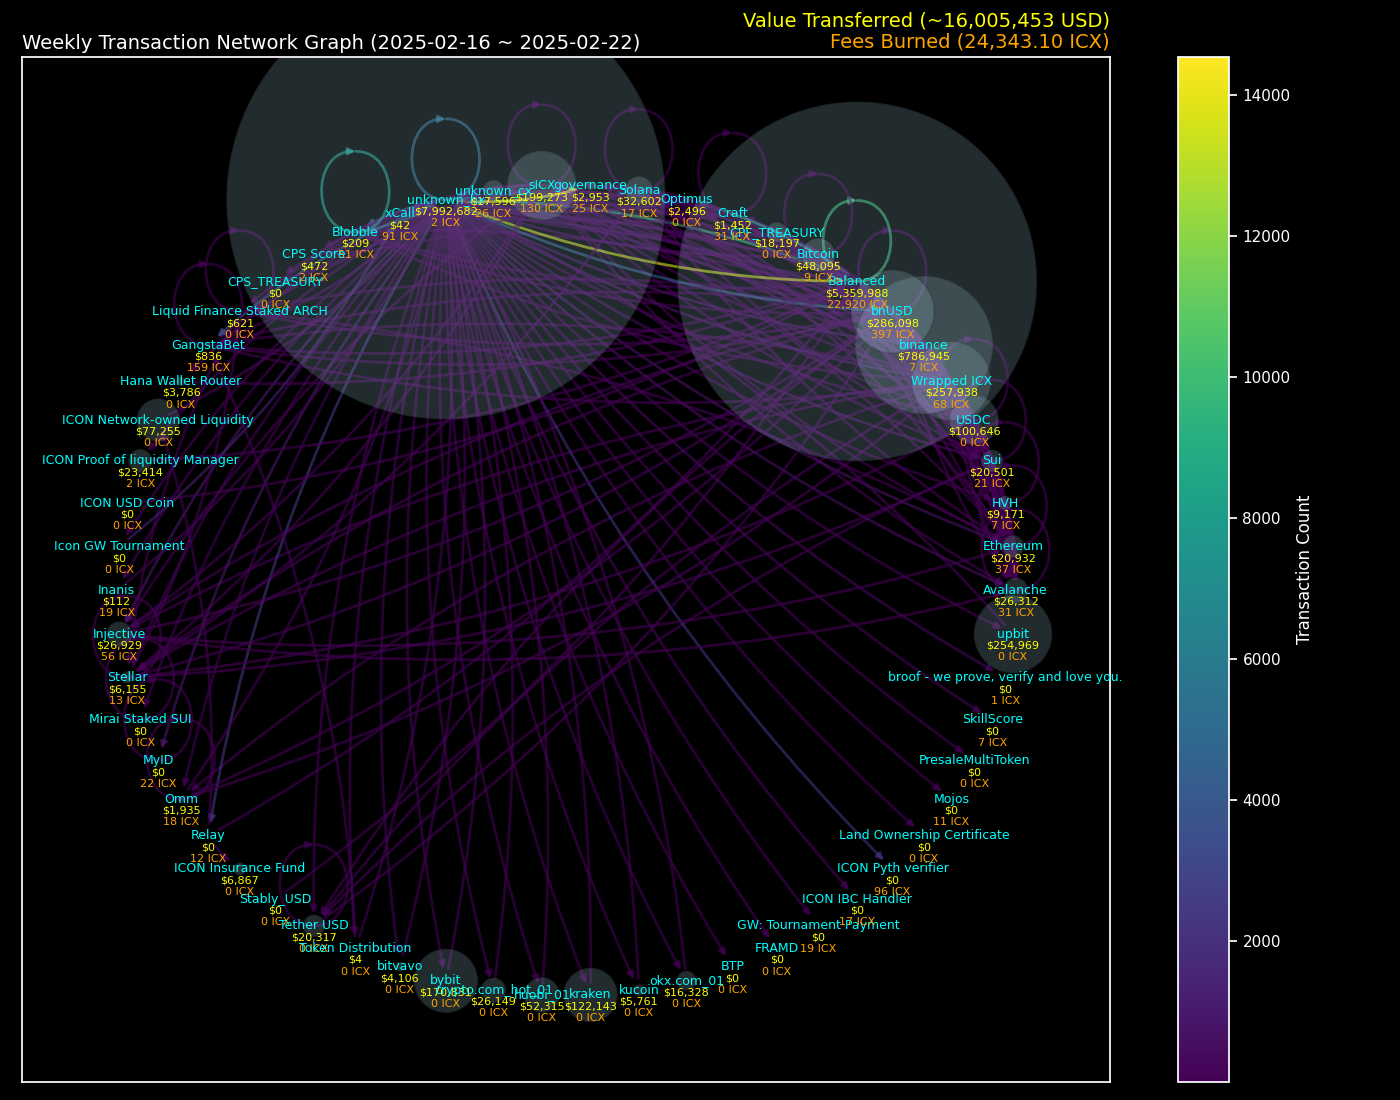 Value Transferred (~16,005,453 USD)
Weekly Transaction Network Graph (2025-02-16 ~ 2025-02-22)
Fees Burned (24,343.10 ICX)
unknown_cx
$17,596
26 ICX
sICX
$199,273
130 ICX
governance
$2,953
25 ICX
Solana
$32,602
17 ICX
Optimus
$2,496
0 ICX
Craft
$1,452
31 ICX
CPF_TREASURY
$18,197
0 ICX
Bitcoin
$48,095
9 ICX
Balanced
$5,359,988
22,920 ICX
bnUSD
$286,098
397 ICX
binance
$786,945
7 ICX
Wrapped ICX
$257,938
68 ICX
USDC
$100,646
0 ICX
Sui
$20,501
21 ICX
HVH
$9,171
7 ICX
Ethereum
$20,932
37 ICX
Avalanche
$26,312
31 ICX
upbit
$254,969
0 ICX
broof - we prove, verify and love you.
$0
1 ICX
SkillScore
$0
7 ICX
PresaleMultiToken
$0
0 ICX
Mojos
$0
11 ICX
Land Ownership Certificate
$0
0 ICX
ICON Pyth verifier
$0
96 ICX
ICON IBC Handler
$0
17 ICX
GW: Tournament Payment
$0
19 ICX
FRAMD
$0
0 ICX
BTP
$0
0 ICX
okx.com_01
$16,328
0 ICX
kucoin
$5,761
0 ICX
kraken
$122,143
0 ICX
huobi_01
$52,315
0 ICX
crypto.com_hot_01
$26,149
0 ICX
bybit
$170,831
0 ICX
bitvavo
$4,106
0 ICX
Token Distribution
$4
0 ICX
Tether USD
$20,317
Stably_USD
$0
0 ICX
ICON Insurance Fund
$6,867
0 ICX
Relay
$0
12 ICX
Omm
$1,935
18 ICX
MyID
$0
22 ICX
Mirai Staked SUI
$0
0 ICX
Stellar
$6,155
13 ICX
Injective
$26,929
56 ICX
Inanis
$112
19 ICX
Icon GW Tournament
$0
0 ICX
ICON USD Coin
$0
0 ICX
ICON Proof of liquidity Manager
$23,414
2 ICX
ICON Network-owned Liquidity
$77,255
0 ICX
Hana Wallet Router
$3,786
0 ICX
GangstaBet
$836
159 ICX
Liquid Finance Staked ARCH
$621
0 ICX
CPS_TREASURY
$0
0 ICX
CPS Score
$472
2 ICX
Blobble
$209
ICX
xCall
$42
91 ICX
unknown
$7,992,682
2 ICX
14000
12000
10000
8000
6000
4000
2000
Transaction Count